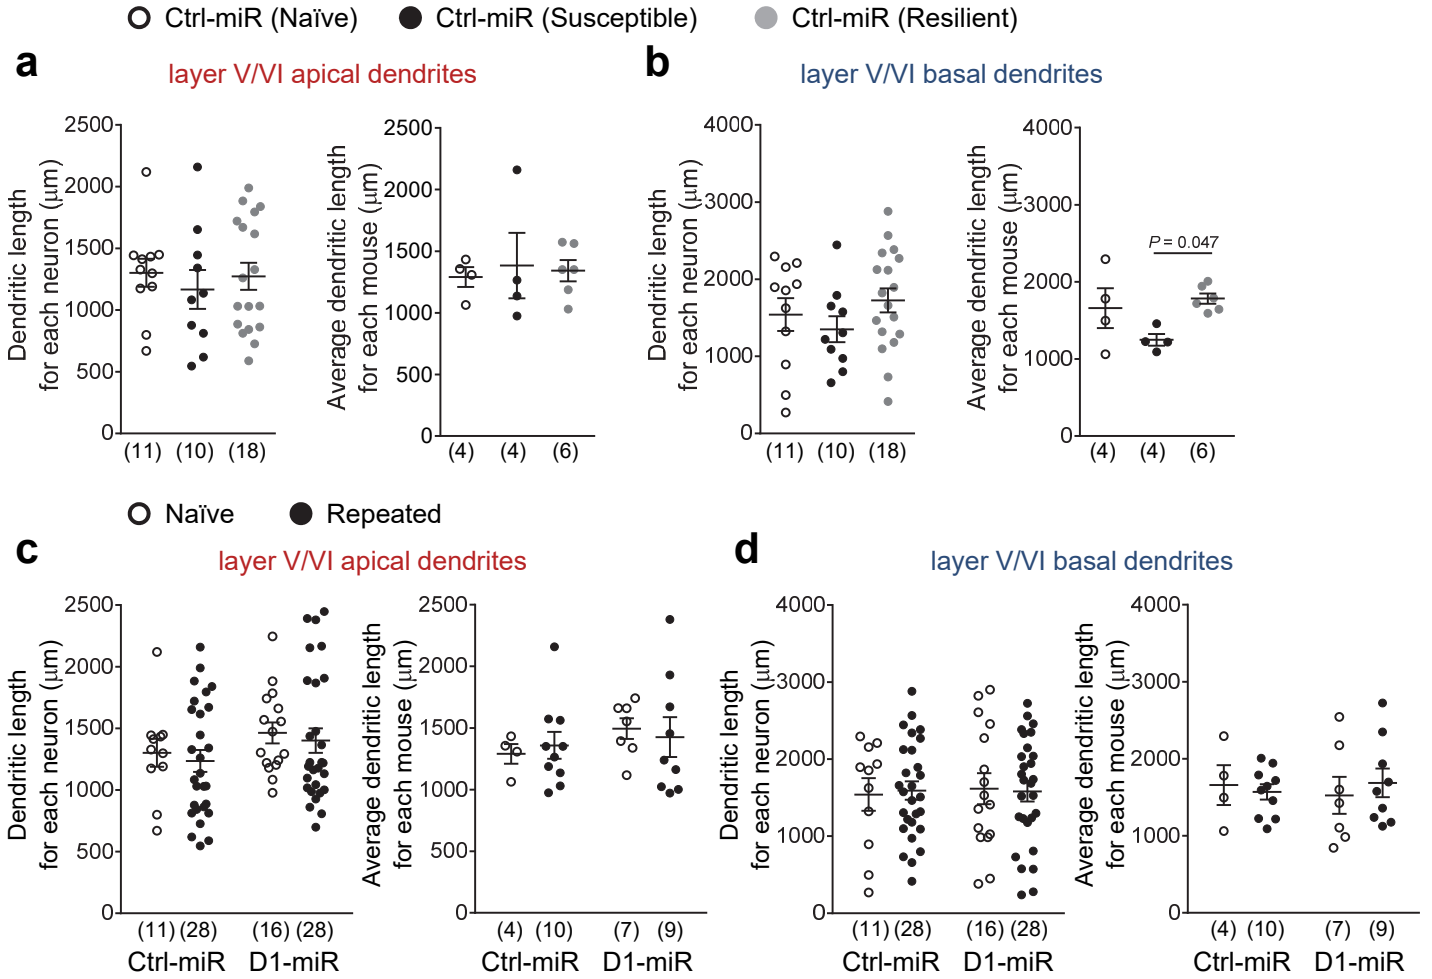 Ctrl-miR (Naïve) Ctrl-miR (Susceptible) Ctrl-miR (Resilient)
a
layer V/VI apical dendrites
Dendritic length
for each neuron (μm)
2500
2000
1500
1000
500
0
(11) (10) (18)
Average dendritic length
for each mouse (μm)
2500
2000
1500
1000
500
0
(4) (4) (6)
b
layer V/VI basal dendrites
Dendritic length
for each neuron (μm)
4000
3000
2000
1000
0
(11) (10) (18)
Average dendritic length
for each mouse (μm)
4000
3000
2000
1000
0
P = 0.047
(4) (4) (6)
Naïve Repeated
c
layer V/VI apical dendrites
Dendritic length
for each neuron (μm)
2500
2000
1500
1000
500
0
(11) (28) (16) (28)
Ctrl-miR D1-miR
Average dendritic length
for each mouse (μm)
2500
2000
1500
1000
500
0
(4) (10) (7) (9)
Ctrl-miR D1-miR
d
layer V/VI basal dendrites
Dendritic length
for each neuron (μm)
4000
3000
2000
1000
0
(11) (28) (16) (28)
Ctrl-miR D1-miR
Average dendritic length
for each mouse (μm)
4000
3000
2000
1000
0
(4) (10) (7) (9)
Ctrl-miR D1-miR